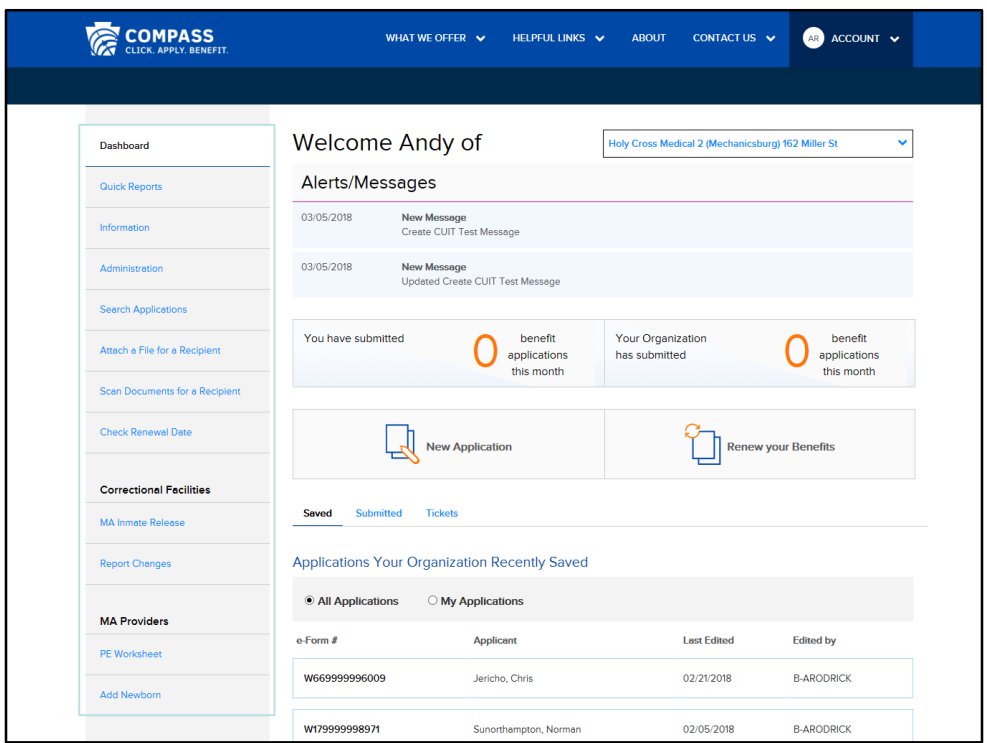 COMPASS
CLICK. APPLY. BENEFIT.
WHAT WE OFFER
HELPFUL LINKS
ABOUT
CONTACT US
AR
ACCOUNT
Dashboard
Quick Reports
Information
Administration
Search Applications
Attach a File for a Recipient
Scan Documents for a Recipient
Check Renewal Date
Correctional Facilities
MA Inmate Release
Report Changes
MA Providers
PE Worksheet
Add Newborn
Welcome Andy of
Holy Cross Medical 2 (Mechanicsburg) 162 Miller St
Alerts/Messages
03/05/2018 New Message
Create CUIT Test Message
03/05/2018 New Message
Updated Create CUIT Test Message
You have submitted
0
benefit
applications
this month
Your Organization
has submitted
0
benefit
applications
this month
New Application
Renew your Benefits
Saved Submitted Tickets
Applications Your Organization Recently Saved
All Applications My Applications
e-Form # Applicant Last Edited Edited by
W669999996009 Jericho, Chris 02/21/2018 B-ARODRICK
W179999998971 Sunorthampton, Norman 02/05/2018 B-ARODRICK